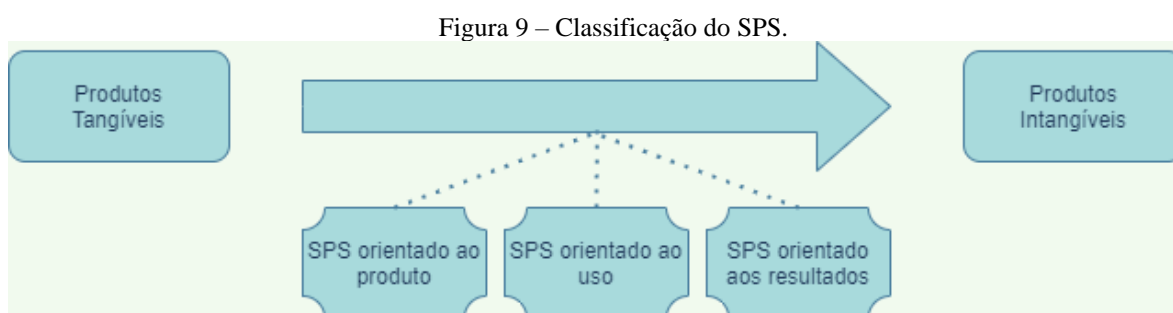 Figura 9 – Classificação do SPS.
Produtos
Tangíveis
Produtos
Intangíveis
SPS orientado ao
produto
SPS orientado ao
uso
SPS orientado
aos resultados